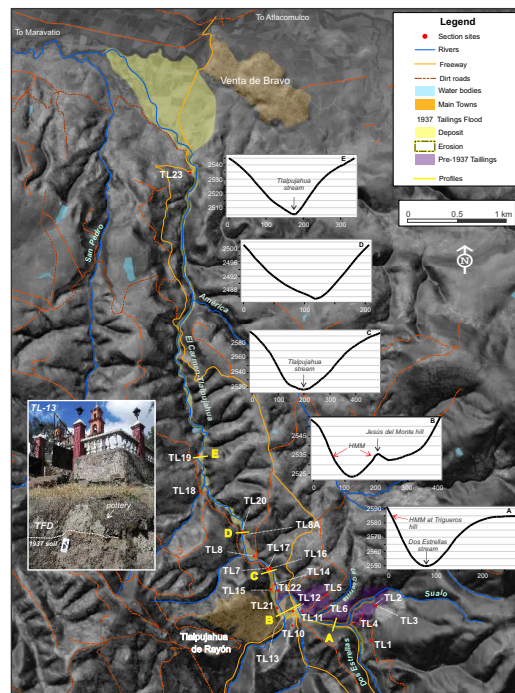 To Atlacomulco
To Maravatio
Venta de Bravo
Legend
Section sites
Rivers
Freeway
Dirt roads
Water bodies
Main Towns
1937 Tailings Flood
Deposit
Erosion
Pre-1937 Taillings
Profiles
0 0.5 1 km
N
TL23
San Pedro
América
El Carmen-Tlalpujahua
E
2540
2530
2520
2510
Tlalpujahua
stream
0 100 200 300
D
2500
2496
2492
2488
0 100 200
C
2580
2560
2540
2520
Tlalpujahua
stream
0 100 200 300 400
B
2545
2535
2525
Jesús del Monte hill
HMM
0 100 200 300 400
A
2590
2580
2570
2560
2550
HMM at Trigueros
hill
Dos Estrellas
stream
0 100 200
TL-13
pottery
TFD
1937 soil
TL19
E
TL18
TL20
D
TL8A
TL8
TL17
TL7
TL16
C
TL14
TL15
TL22
TL5
TL12
TL2
Sualo
TL21
TL6
B
TL11
TL3
TL10
A
TL4
Tlalpujahua
de Rayón
TL13
TL1
Dos Estrellas